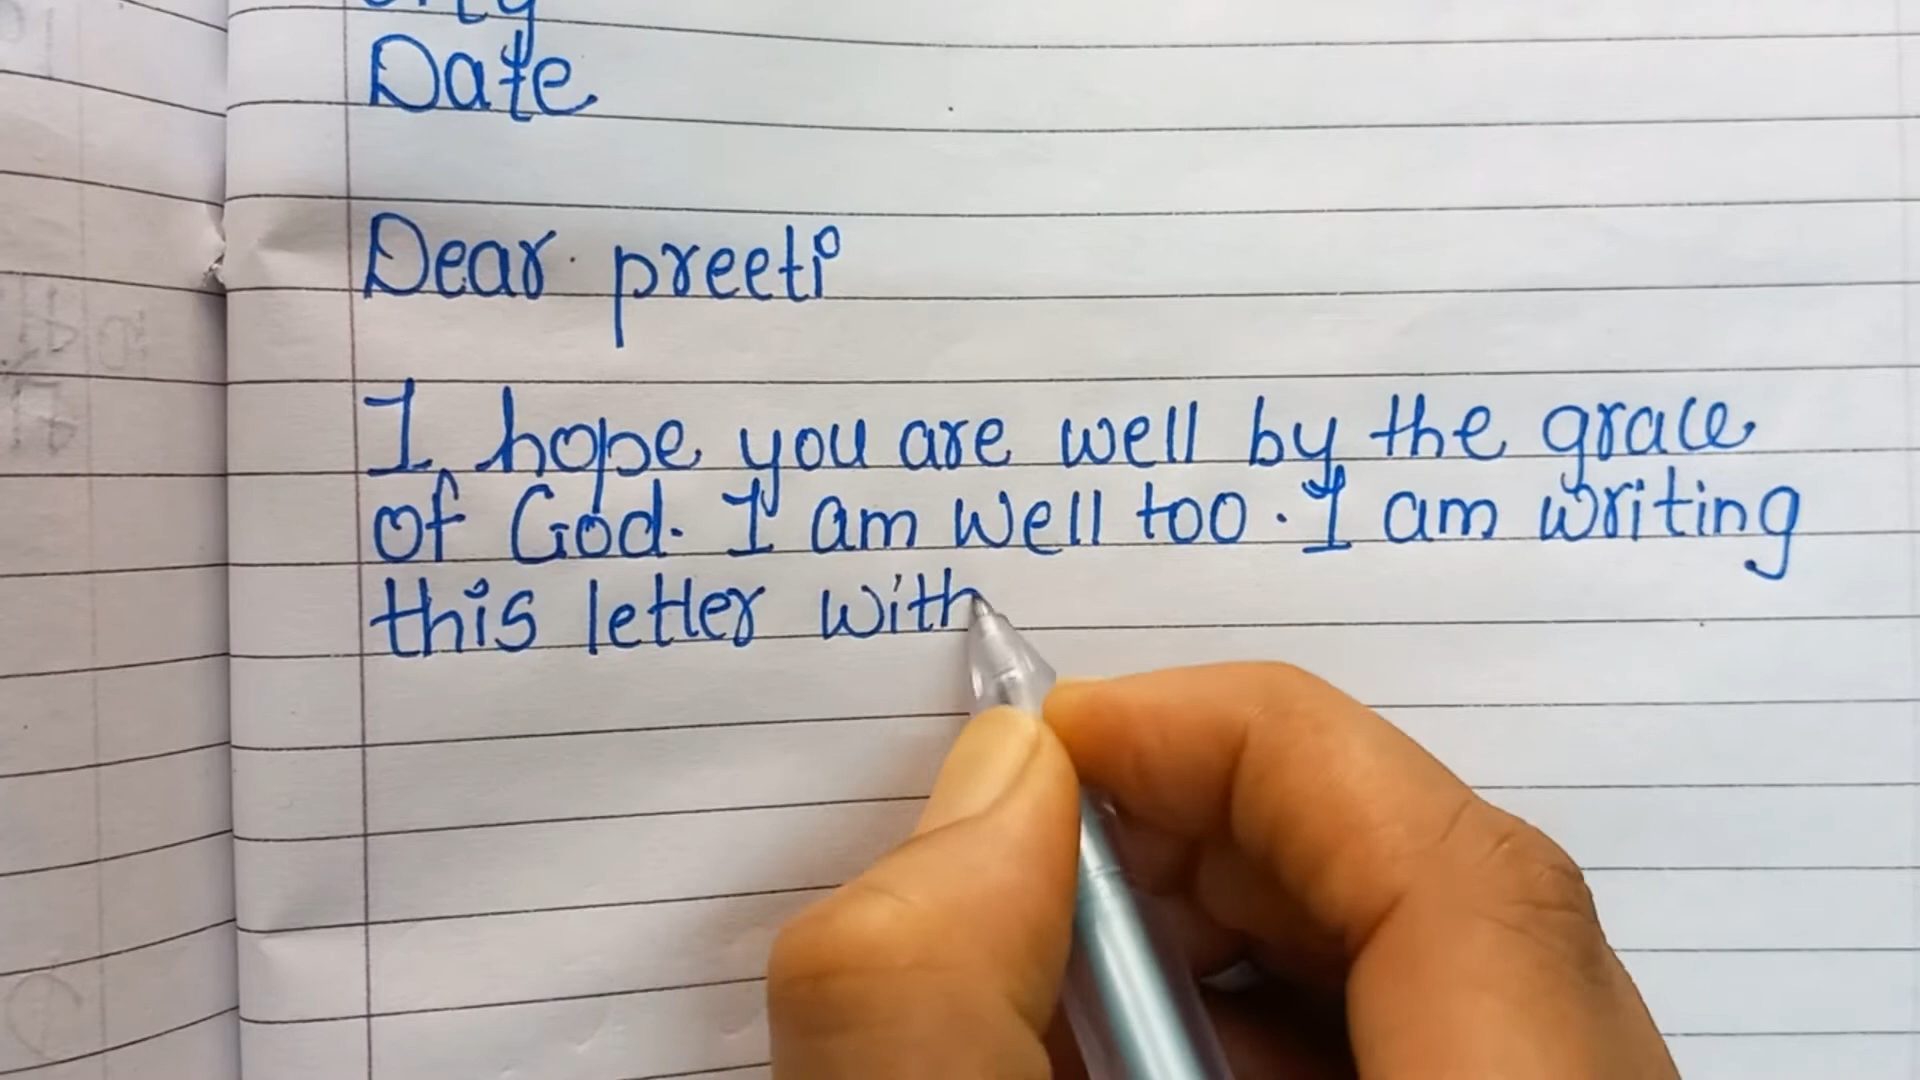 City
Date
Dear preeti
I hope you are well by the grace
of God. I am well too. I am writing
this letter with